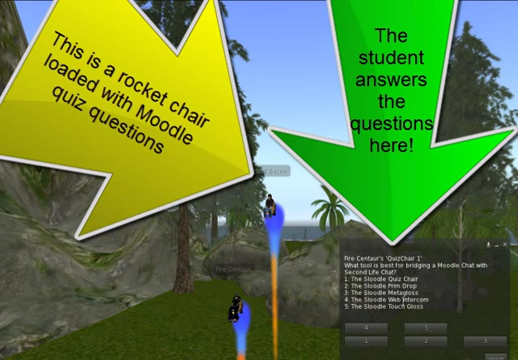 This is a rocket chair
loaded with Moodle
quiz questions
The
student
answers
the
questions
here!
Fire Centaur
Fire Centaur's 'QuizChair 1'
What tool is best for bridging a Moodle Chat with
Second Life Chat?
1: The Sloodle Quiz Chair
2: The Sloodle Prim Drop
3: The Sloodle Metagloss
4: The Sloodle Web Intercom
5: The Sloodle Touch Gloss
4 5
1 2 3
Ignore